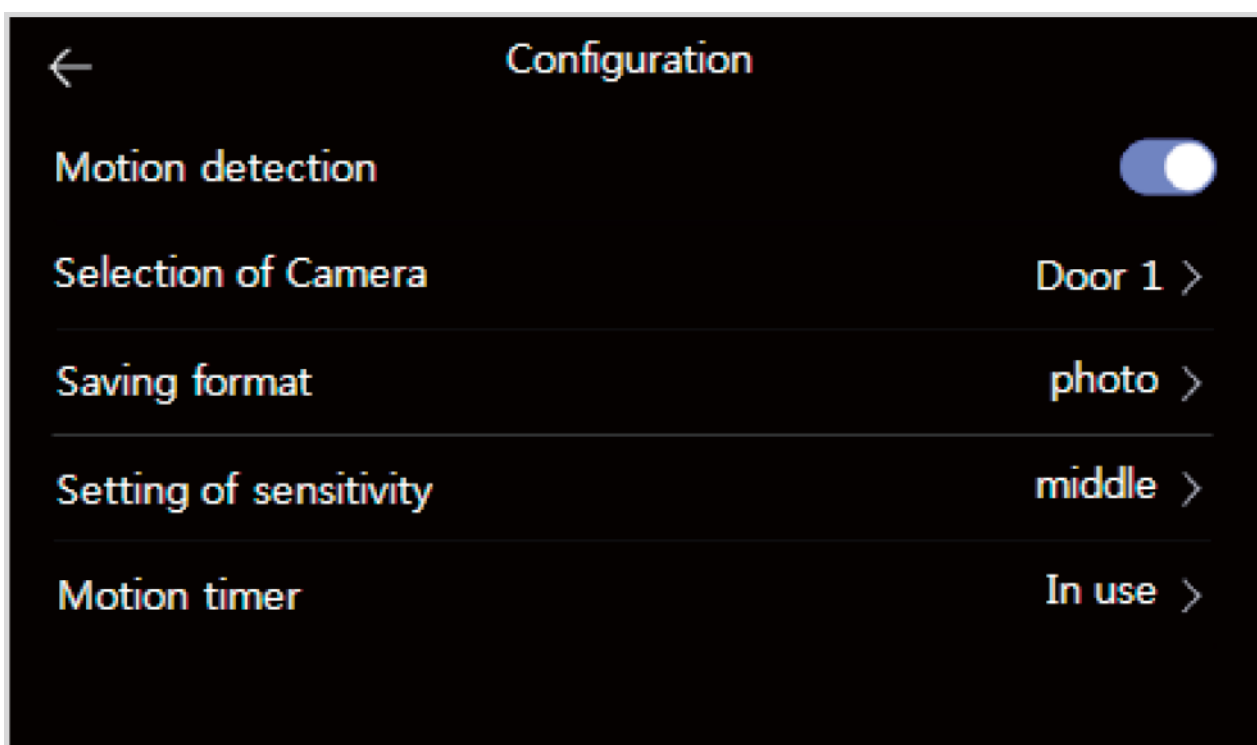 Configuration
Motion detection
Selection of Camera Door 1
Saving format photo
Setting of sensitivity middle
Motion timer In use